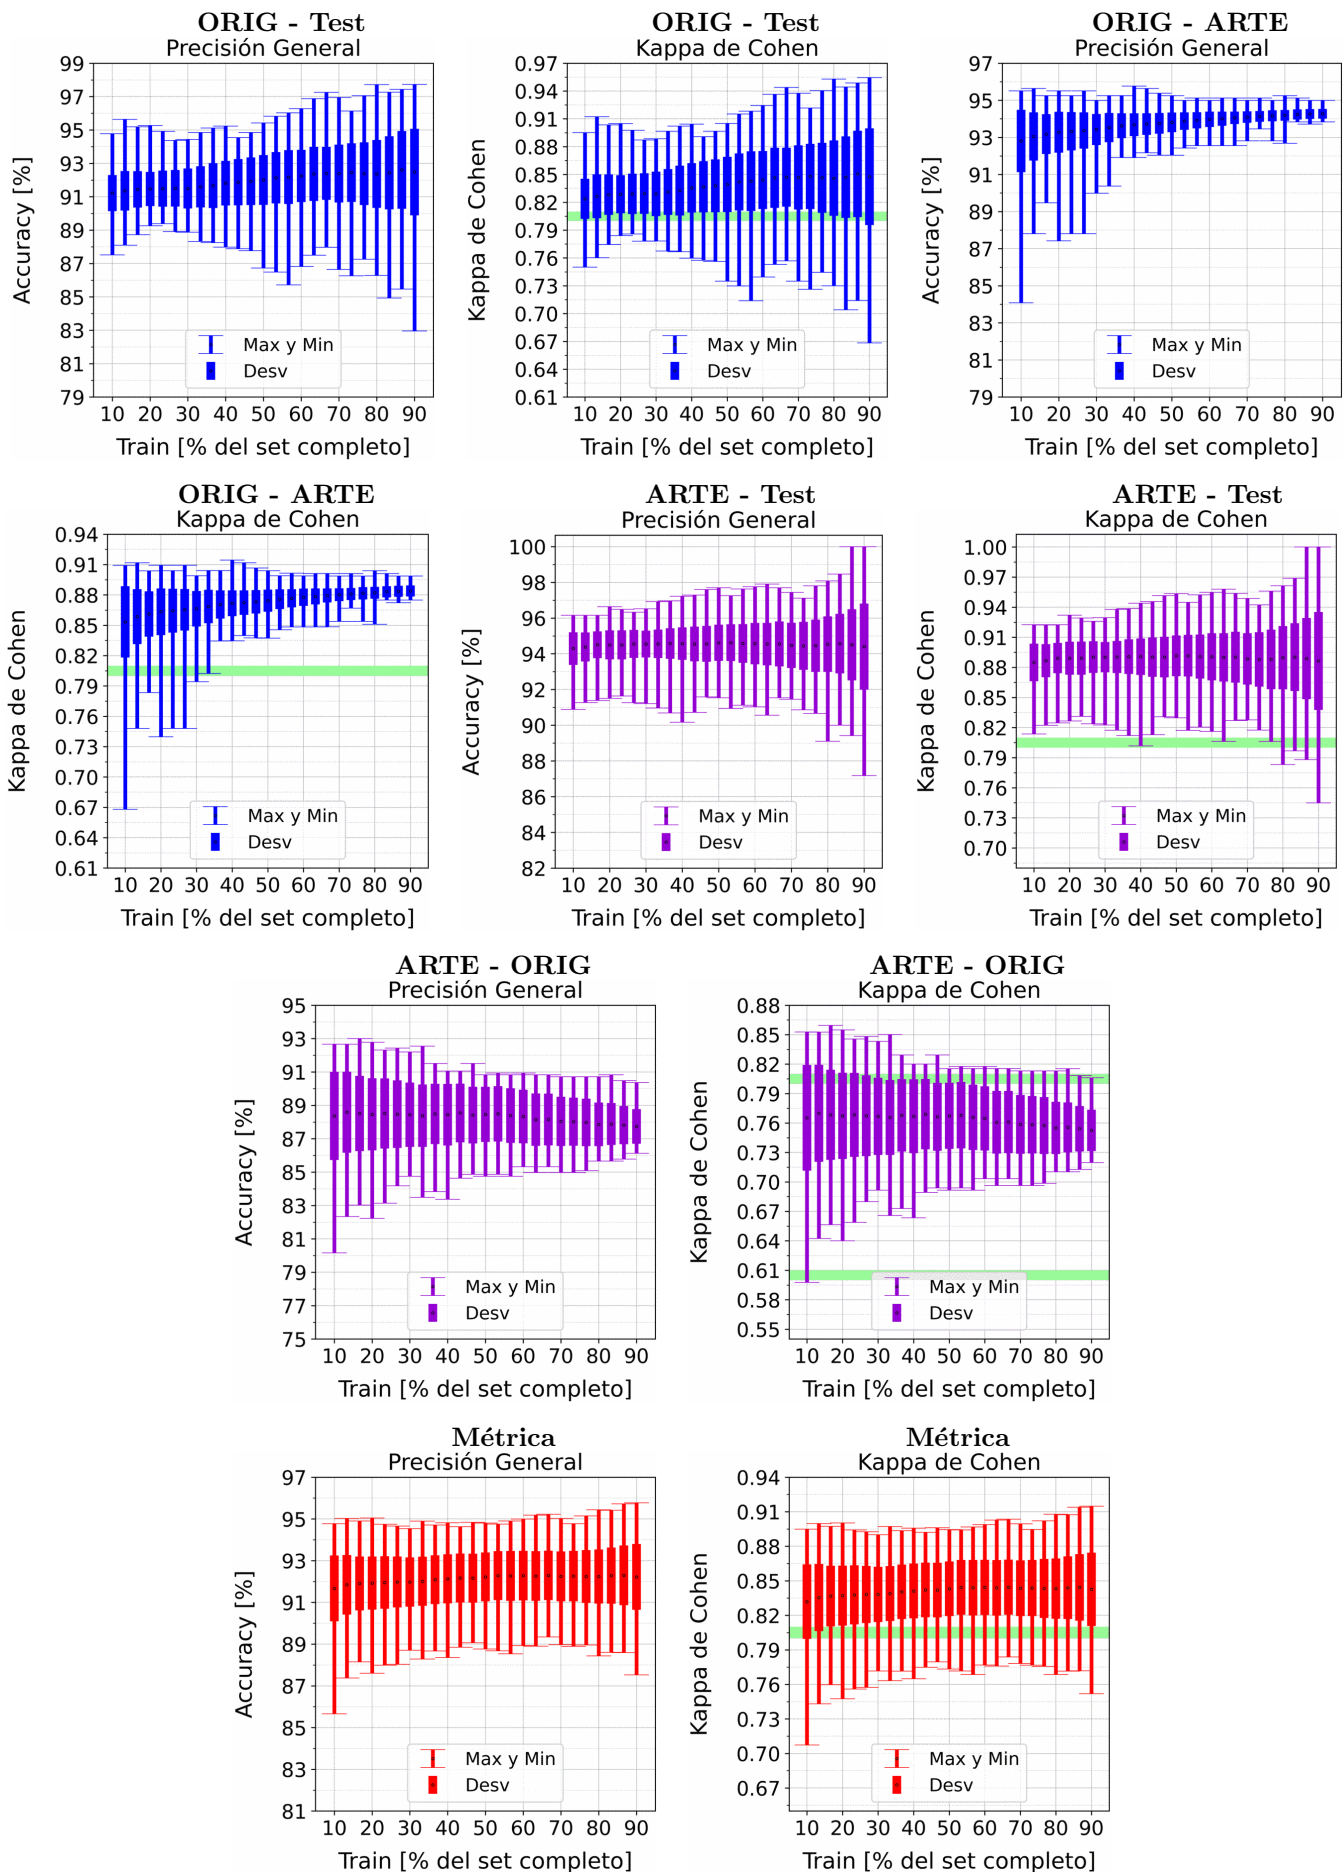 ORIG - Test
Precisión General
Accuracy [%]
99
97
95
93
91
89
87
85
83
81
79
10 20 30 40 50 60 70 80 90
Train [% del set completo]
Max y Min
Desv
ORIG - Test
Kappa de Cohen
Kappa de Cohen
0.97
0.94
0.91
0.88
0.85
0.82
0.79
0.76
0.73
0.70
0.67
0.64
0.61
10 20 30 40 50 60 70 80 90
Train [% del set completo]
Max y Min
Desv
ORIG - ARTE
Precisión General
Accuracy [%]
97
95
93
91
89
87
85
83
81
79
10 20 30 40 50 60 70 80 90
Train [% del set completo]
Max y Min
Desv
ORIG - ARTE
Kappa de Cohen
Kappa de Cohen
0.94
0.91
0.88
0.85
0.82
0.79
0.76
0.73
0.70
0.67
0.64
0.61
10 20 30 40 50 60 70 80 90
Train [% del set completo]
Max y Min
Desv
ARTE - Test
Precisión General
Accuracy [%]
100
98
96
94
92
90
88
86
84
82
10 20 30 40 50 60 70 80 90
Train [% del set completo]
Max y Min
Desv
ARTE - Test
Kappa de Cohen
Kappa de Cohen
1.00
0.97
0.94
0.91
0.88
0.85
0.82
0.79
0.76
0.73
0.70
10 20 30 40 50 60 70 80 90
Train [% del set completo]
Max y Min
Desv
ARTE - ORIG
Precisión General
Accuracy [%]
95
93
91
89
87
85
83
81
79
77
75
10 20 30 40 50 60 70 80 90
Train [% del set completo]
Max y Min
Desv
ARTE - ORIG
Kappa de Cohen
Kappa de Cohen
0.88
0.85
0.82
0.79
0.76
0.73
0.70
0.67
0.64
0.61
0.58
0.55
10 20 30 40 50 60 70 80 90
Train [% del set completo]
Max y Min
Desv
Métrica
Precisión General
Accuracy [%]
97
95
93
91
89
87
85
83
81
10 20 30 40 50 60 70 80 90
Train [% del set completo]
Max y Min
Desv
Métrica
Kappa de Cohen
Kappa de Cohen
0.94
0.91
0.88
0.85
0.82
0.79
0.76
0.73
0.70
0.67
10 20 30 40 50 60 70 80 90
Train [% del set completo]
Max y Min
Desv